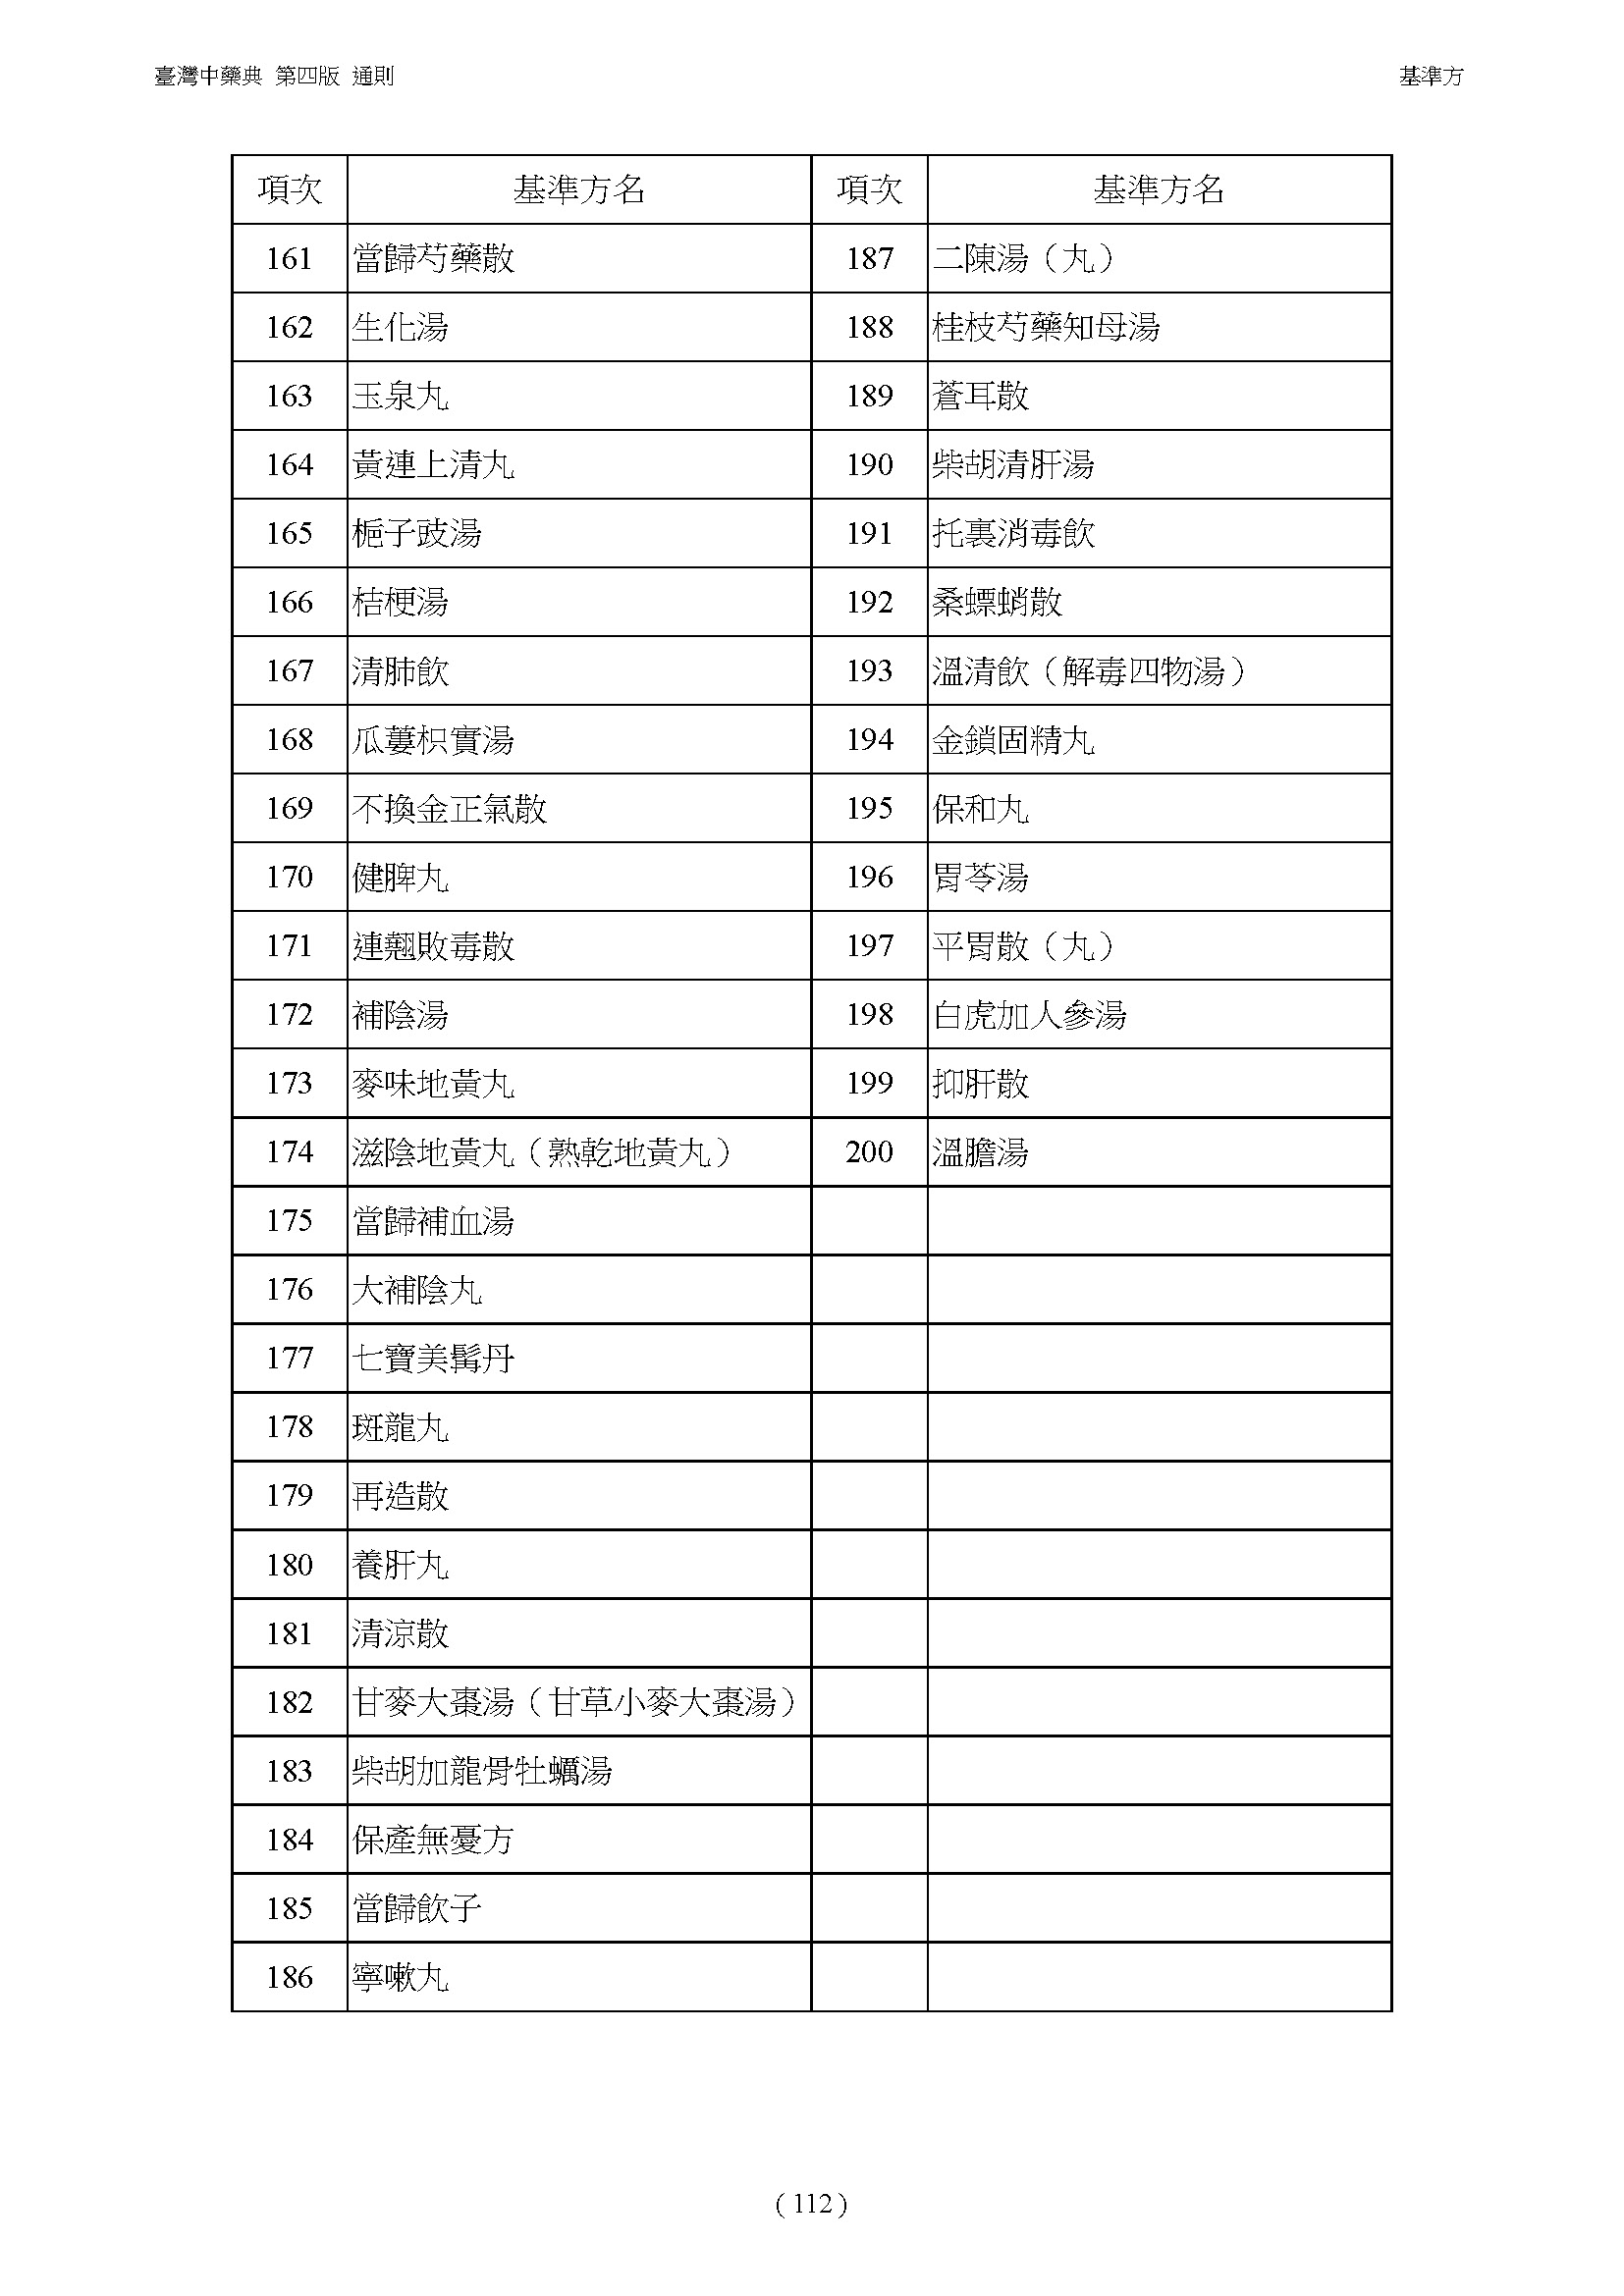 臺灣中藥典 第四版 通則 基準方
項次 基準方名 項次 基準方名
161 當歸芍藥散 187 二陳湯（丸）
162 生化湯 188 桂枝芍藥知母湯
163 玉泉丸 189 蒼耳散
164 黃連上清丸 190 柴胡清肝湯
165 梔子豉湯 191 托裏消毒飲
166 桔梗湯 192 桑螵蛸散
167 清肺飲 193 溫清飲（解毒四物湯）
168 瓜蔞枳實湯 194 金鎖固精丸
169 不換金正氣散 195 保和丸
170 健脾丸 196 胃苓湯
171 連翹敗毒散 197 平胃散（丸）
172 補陰湯 198 白虎加人參湯
173 麥味地黃丸 199 抑肝散
174 滋陰地黃丸（熟乾地黃丸） 200 溫膽湯
175 當歸補血湯
176 大補陰丸
177 七寶美髯丹
178 斑龍丸
179 再造散
180 養肝丸
181 清涼散
182 甘麥大棗湯（甘草小麥大棗湯）
183 柴胡加龍骨牡蠣湯
184 保產無憂方
185 當歸飲子
186 寧嗽丸
( 112 )